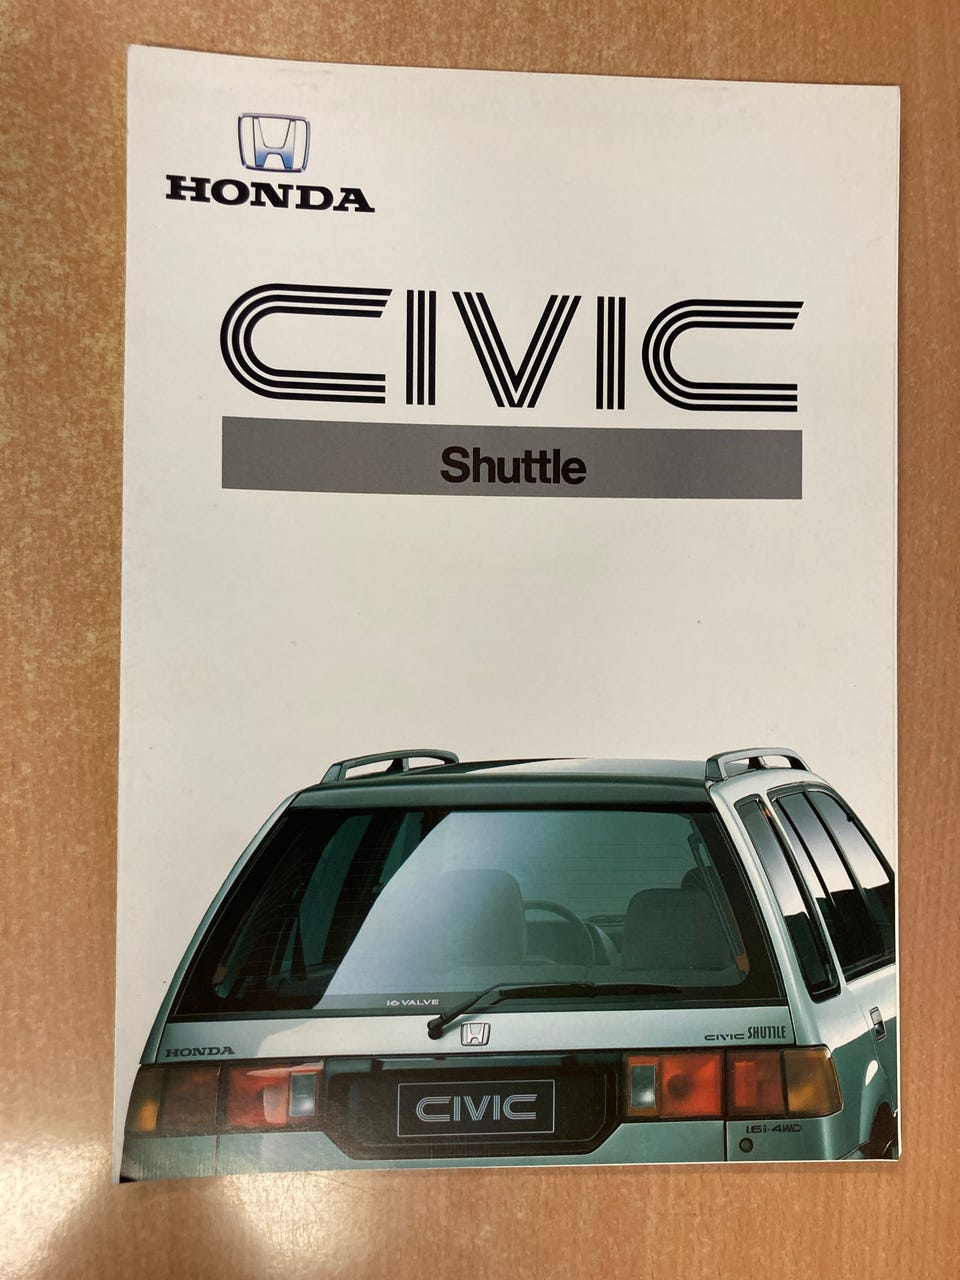 HONDA
CIVIC
Shuttle
16 VALVE
HONDA
CIVIC SHUTTLE
CIVIC
1.6i-4WD